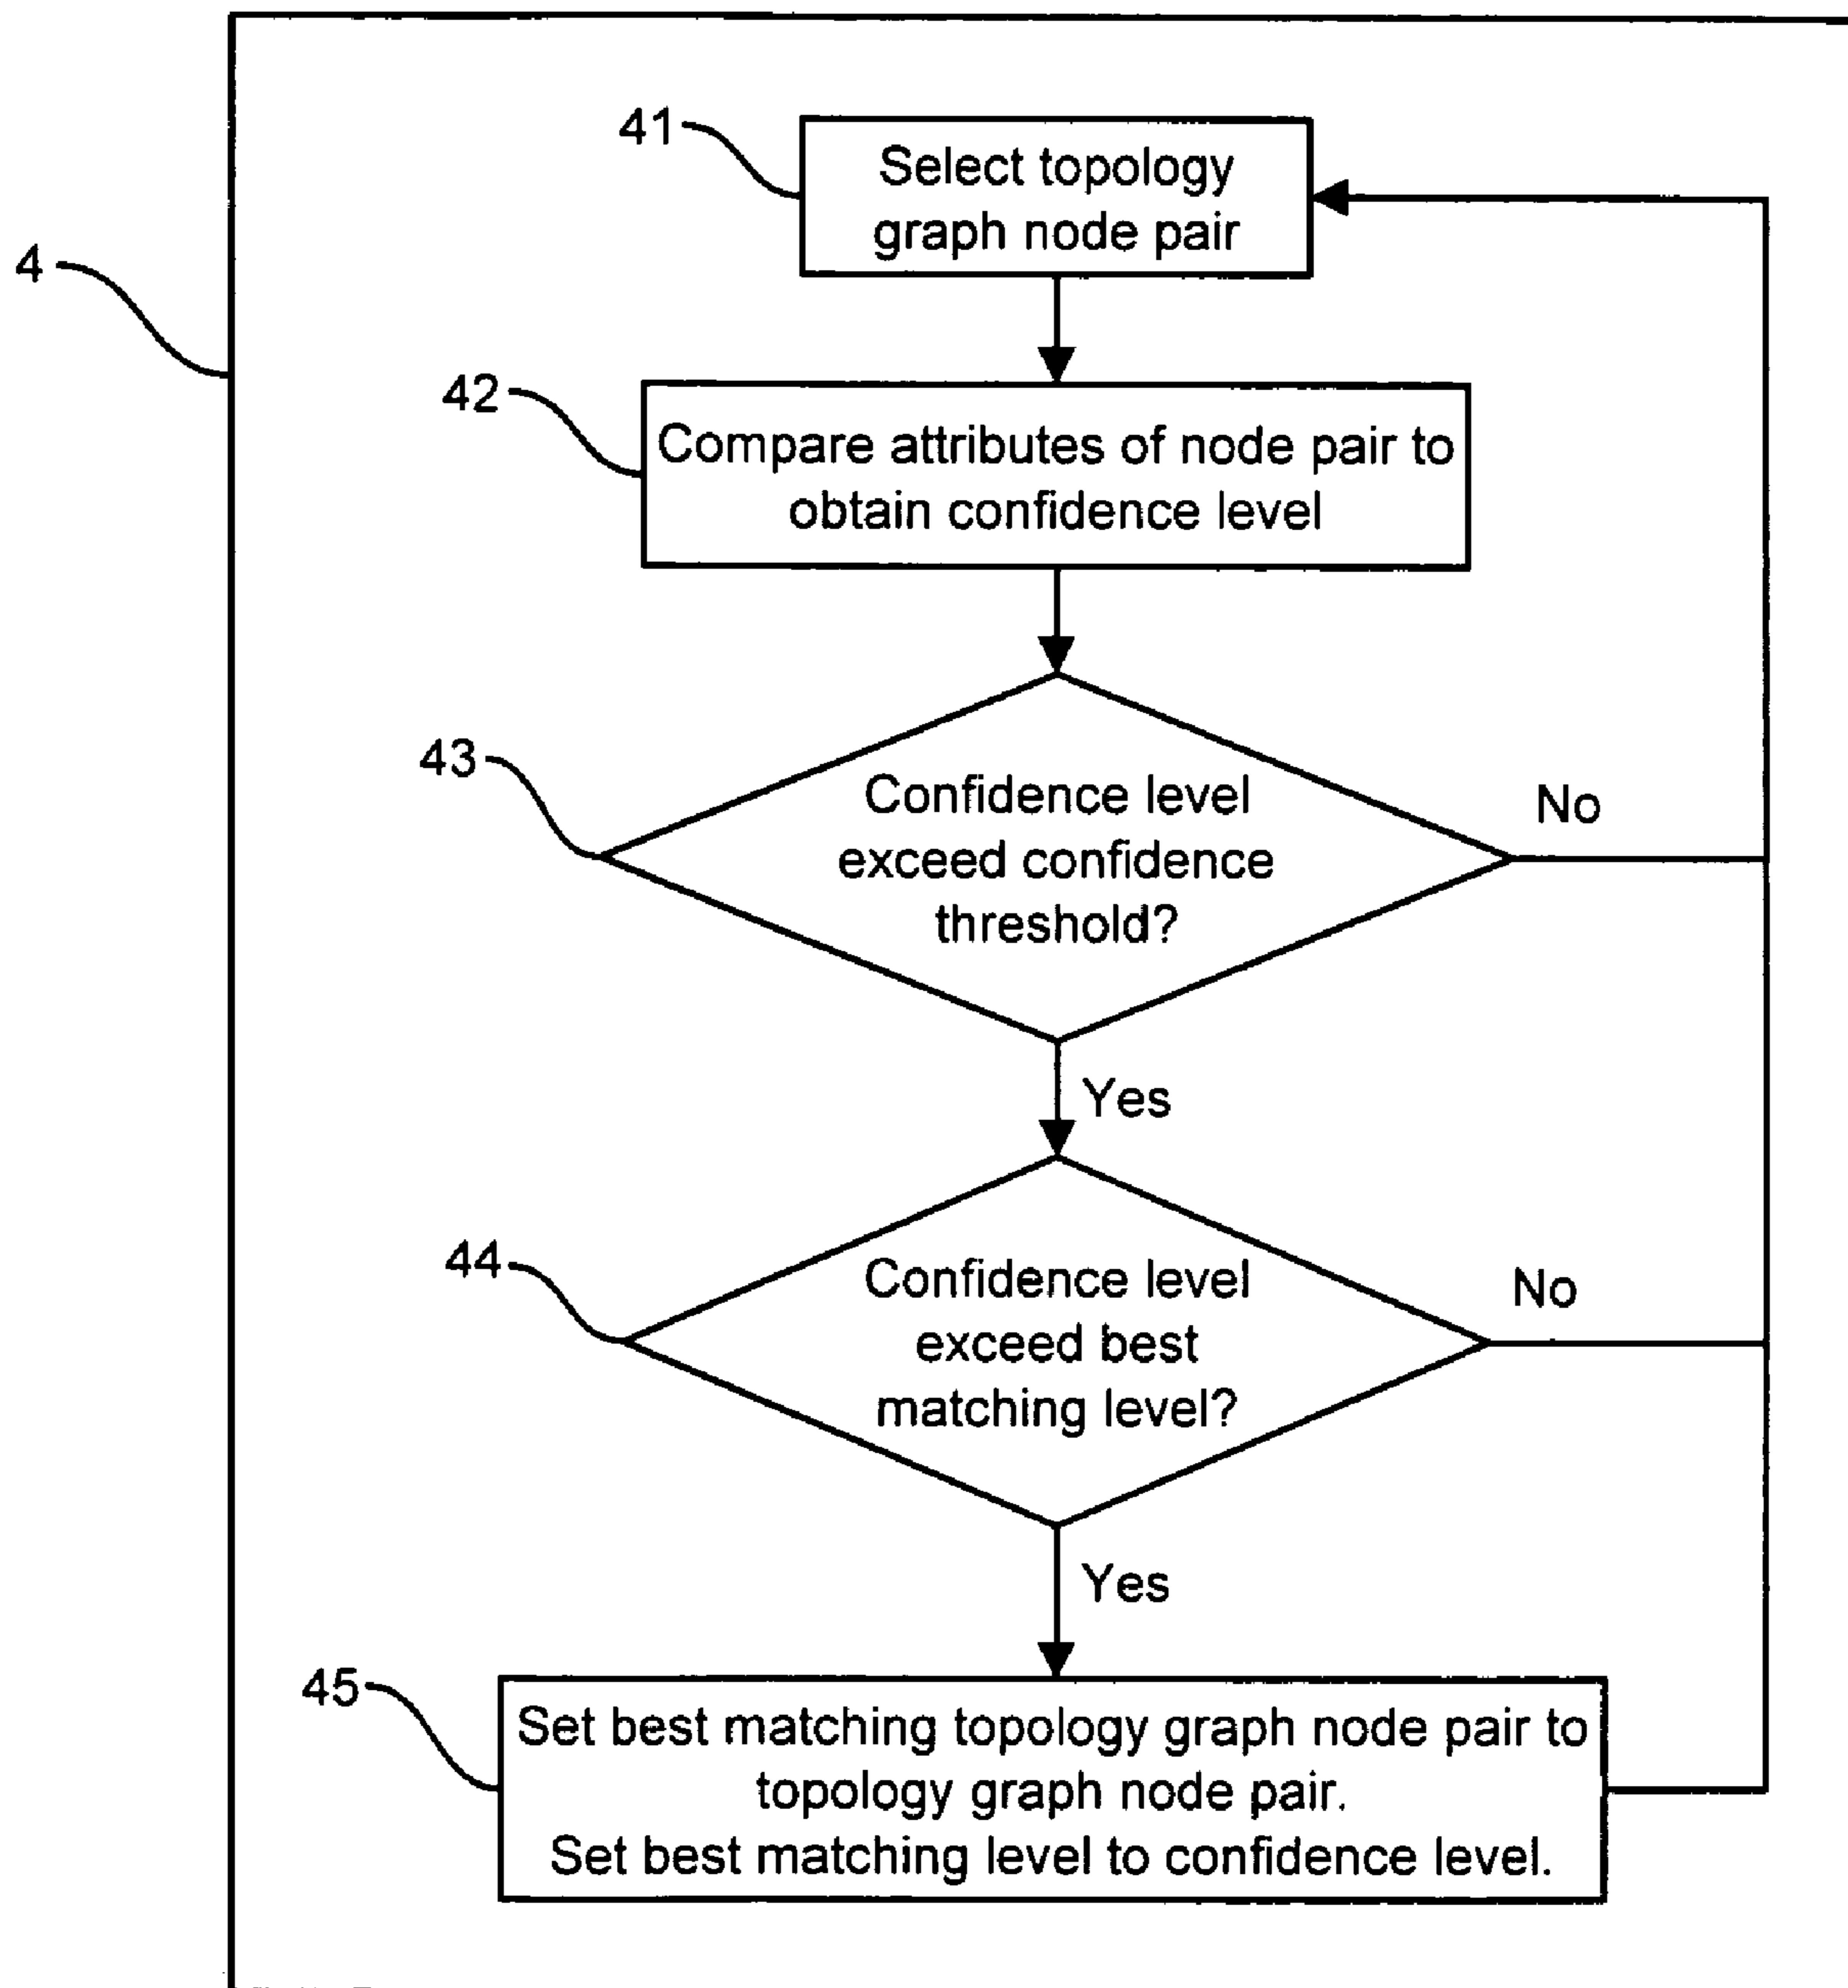 41
Select topology
graph node pair
4
42
Compare attributes of node pair to
obtain confidence level
43
Confidence level
exceed confidence
threshold?
No
Yes
44
Confidence level
exceed best
matching level?
No
Yes
45
Set best matching topology graph node pair to
topology graph node pair.
Set best matching level to confidence level.